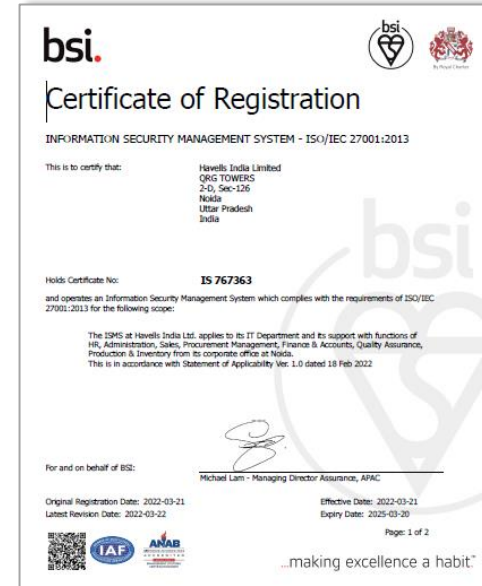 bsi.
bsi
By Royal Charter
Certificate of Registration
INFORMATION SECURITY MANAGEMENT SYSTEM - ISO/IEC 27001:2013
This is to certify that:
Havells India Limited
QRG TOWERS
2-D, Sec-126
Noida
Uttar Pradesh
India
Holds Certificate No:
IS 767363
and operates an Information Security Management System which complies with the requirements of ISO/IEC
27001:2013 for the following scope:
The ISMS at Havells India Ltd. applies to its IT Department and its support with functions of
HR, Administration, Sales, Procurement Management, Finance & Accounts, Quality Assurance,
Production & Inventory from its corporate office at Noida.
This is in accordance with Statement of Applicability Ver. 1.0 dated 18 Feb 2022
bsi
For and on behalf of BSI:
Michael Lam - Managing Director Assurance, APAC
Original Registration Date: 2022-03-21
Effective Date: 2022-03-21
Latest Revision Date: 2022-03-22
Expiry Date: 2025-03-20
Page: 1 of 2
IAF
ANAB
ACCREDITED
...making excellence a habit.™